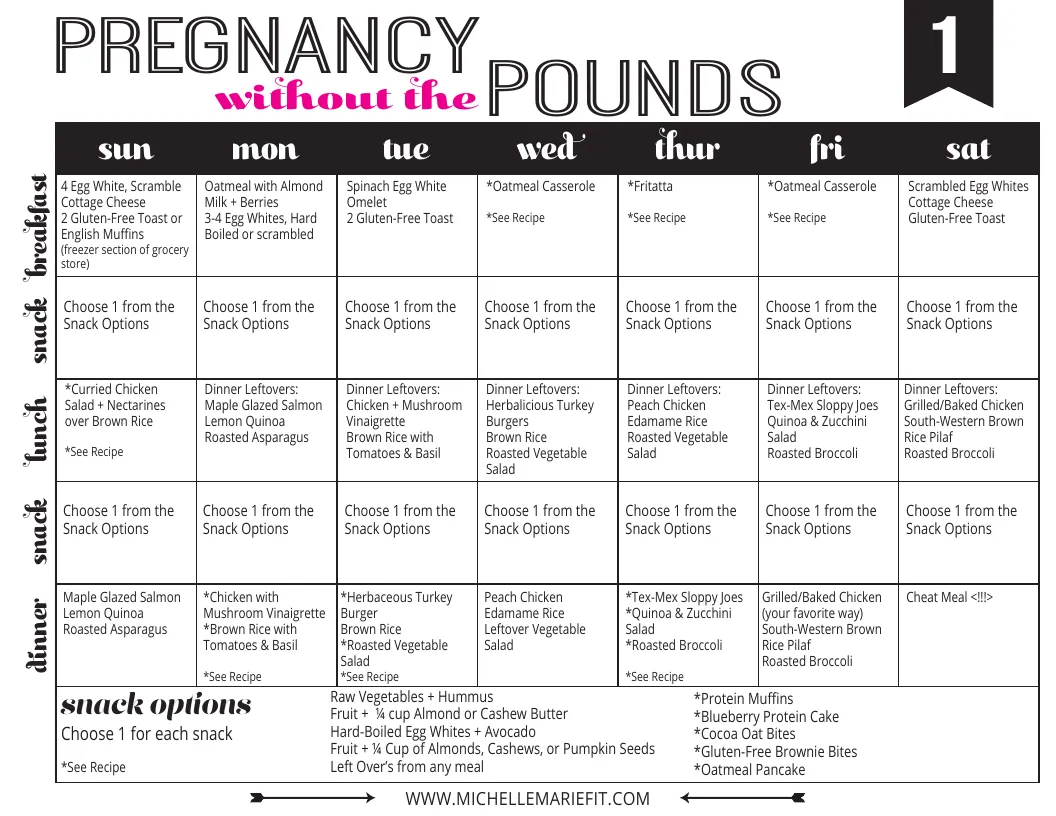 PREGNANCY
without the POUNDS
1
sun mon tue wed thur fri sat
breakfast
4 Egg White, Scramble
Cottage Cheese
2 Gluten-Free Toast or
English Muffins
(freezer section of grocery
store)
Oatmeal with Almond
Milk + Berries
3-4 Egg Whites, Hard
Boiled or scrambled
Spinach Egg White
Omelet
2 Gluten-Free Toast
*Oatmeal Casserole
*See Recipe
*Fritatta
*See Recipe
*Oatmeal Casserole
*See Recipe
Scrambled Egg Whites
Cottage Cheese
Gluten-Free Toast
snack
Choose 1 from the
Snack Options
Choose 1 from the
Snack Options
Choose 1 from the
Snack Options
Choose 1 from the
Snack Options
Choose 1 from the
Snack Options
Choose 1 from the
Snack Options
Choose 1 from the
Snack Options
lunch
*Curried Chicken
Salad + Nectarines
over Brown Rice
*See Recipe
Dinner Leftovers:
Maple Glazed Salmon
Lemon Quinoa
Roasted Asparagus
Dinner Leftovers:
Chicken + Mushroom
Vinaigrette
Brown Rice with
Tomatoes & Basil
Dinner Leftovers:
Herbalicious Turkey
Burgers
Brown Rice
Roasted Vegetable
Salad
Dinner Leftovers:
Peach Chicken
Edamame Rice
Roasted Vegetable
Salad
Dinner Leftovers:
Tex-Mex Sloppy Joes
Quinoa & Zucchini
Salad
Roasted Broccoli
Dinner Leftovers:
Grilled/Baked Chicken
South-Western Brown
Rice Pilaf
Roasted Broccoli
snack
Choose 1 from the
Snack Options
Choose 1 from the
Snack Options
Choose 1 from the
Snack Options
Choose 1 from the
Snack Options
Choose 1 from the
Snack Options
Choose 1 from the
Snack Options
Choose 1 from the
Snack Options
dinner
Maple Glazed Salmon
Lemon Quinoa
Roasted Asparagus
*Chicken with
Mushroom Vinaigrette
*Brown Rice with
Tomatoes & Basil
*See Recipe
*Herbaceous Turkey
Burger
Brown Rice
*Roasted Vegetable
Salad
*See Recipe
Peach Chicken
Edamame Rice
Leftover Vegetable
Salad
*Tex-Mex Sloppy Joes
*Quinoa & Zucchini
Salad
*Roasted Broccoli
*See Recipe
Grilled/Baked Chicken
(your favorite way)
South-Western Brown
Rice Pilaf
Roasted Broccoli
Cheat Meal <!!!>
snack options
Choose 1 for each snack
*See Recipe
Raw Vegetables + Hummus
Fruit + ¼ cup Almond or Cashew Butter
Hard-Boiled Egg Whites + Avocado
Fruit + ¼ Cup of Almonds, Cashews, or Pumpkin Seeds
Left Over's from any meal
*Protein Muffins
*Blueberry Protein Cake
*Cocoa Oat Bites
*Gluten-Free Brownie Bites
*Oatmeal Pancake
WWW.MICHELLEMARIEFIT.COM